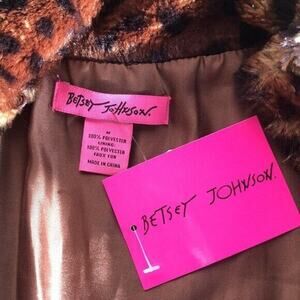 BETSEY JOHNSON.
M
100% POLYESTER
LINING:
100% POLYESTER
FAUX FUR
MADE IN CHINA
BETSEY JOHNSON.